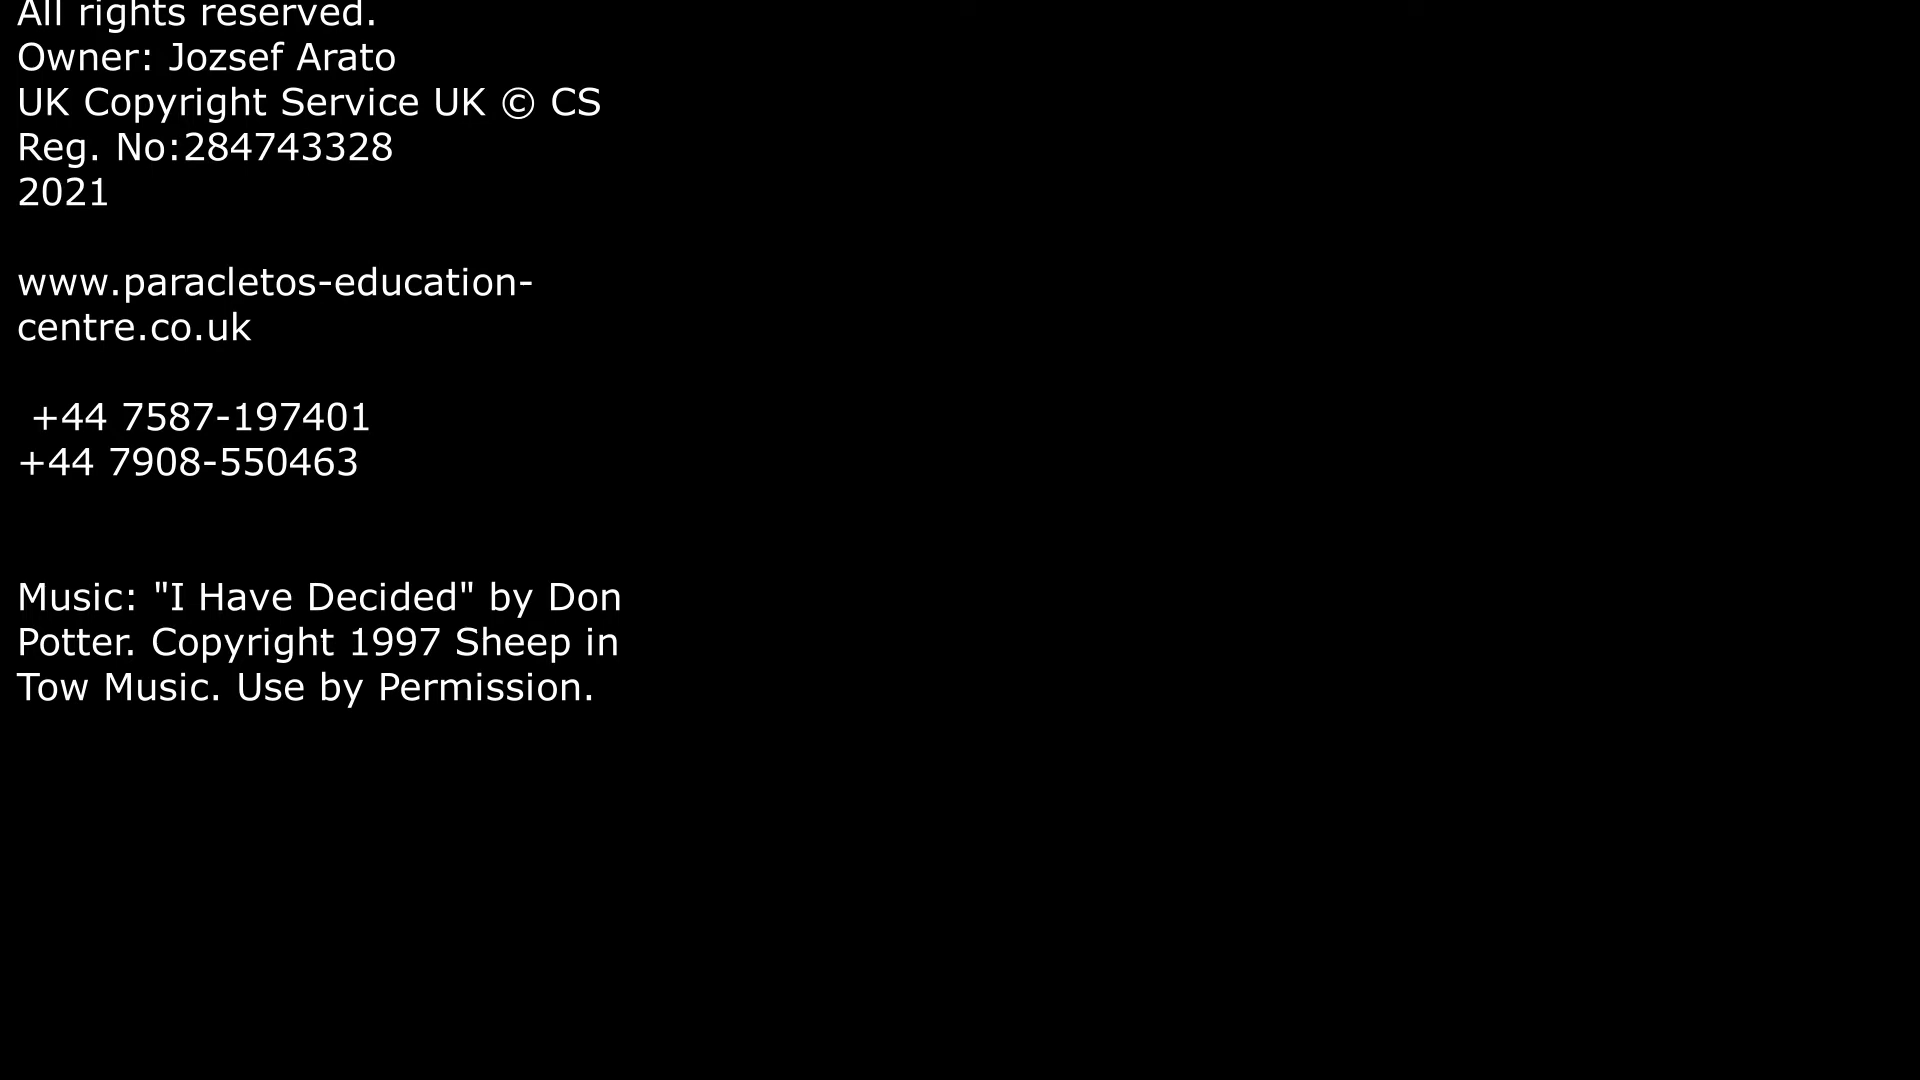 All rights reserved.
Owner: Jozsef Arato
UK Copyright Service UK © CS
Reg. No:284743328
2021
www.paracletos-education-
centre.co.uk
+44 7587-197401
+44 7908-550463
Music: "I Have Decided" by Don
Potter. Copyright 1997 Sheep in
Tow Music. Use by Permission.